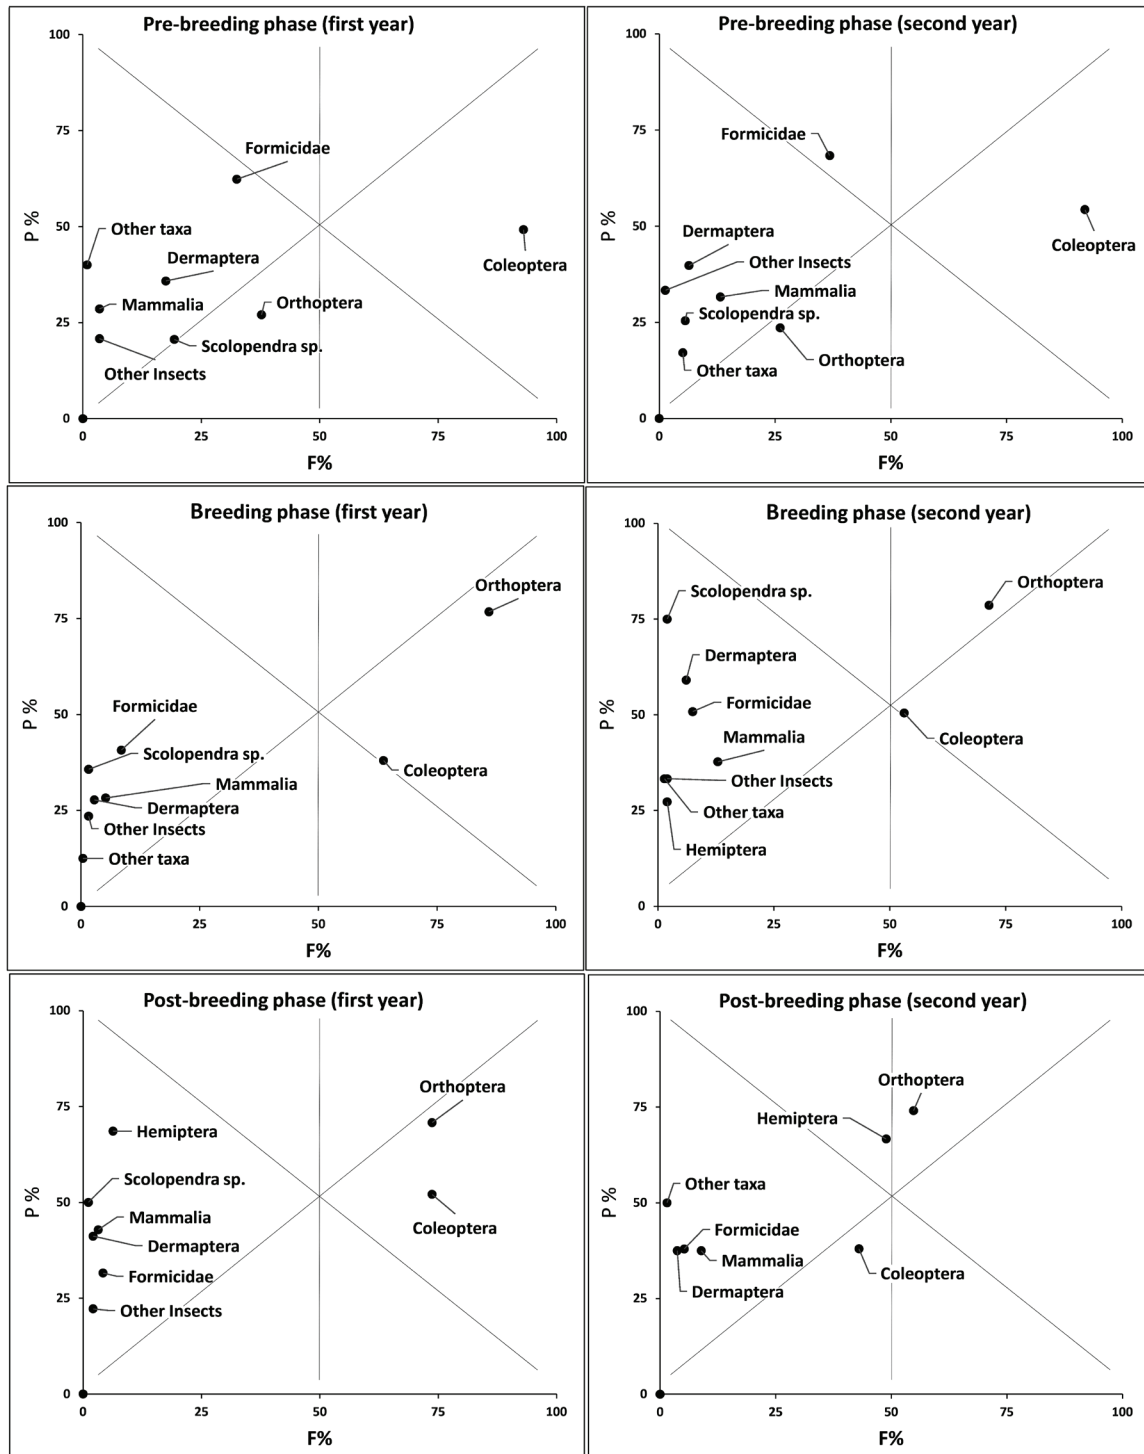 Pre-breeding phase (first year)
100
75
50
25
0
P %
Formicidae
Other taxa
Dermaptera
Coleoptera
Mammalia
Orthoptera
Scolopendra sp.
Other Insects
0 25 50 75 100
F%
Pre-breeding phase (second year)
100
75
50
25
0
Formicidae
Dermaptera
Coleoptera
Other Insects
Mammalia
Scolopendra sp.
Orthoptera
Other taxa
0 25 50 75 100
F%
Breeding phase (first year)
100
75
50
25
0
P %
Orthoptera
Formicidae
Scolopendra sp.
Coleoptera
Mammalia
Dermaptera
Other Insects
Other taxa
0 25 50 75 100
F%
Breeding phase (second year)
100
75
50
25
0
Orthoptera
Scolopendra sp.
Dermaptera
Formicidae
Mammalia
Coleoptera
Other Insects
Other taxa
Hemiptera
0 25 50 75 100
F%
Post-breeding phase (first year)
100
75
50
25
0
P %
Orthoptera
Hemiptera
Scolopendra sp.
Mammalia
Coleoptera
Dermaptera
Formicidae
Other Insects
0 25 50 75 100
F%
Post-breeding phase (second year)
100
75
50
25
0
Orthoptera
Hemiptera
Other taxa
Formicidae
Mammalia
Coleoptera
Dermaptera
0 25 50 75 100
F%